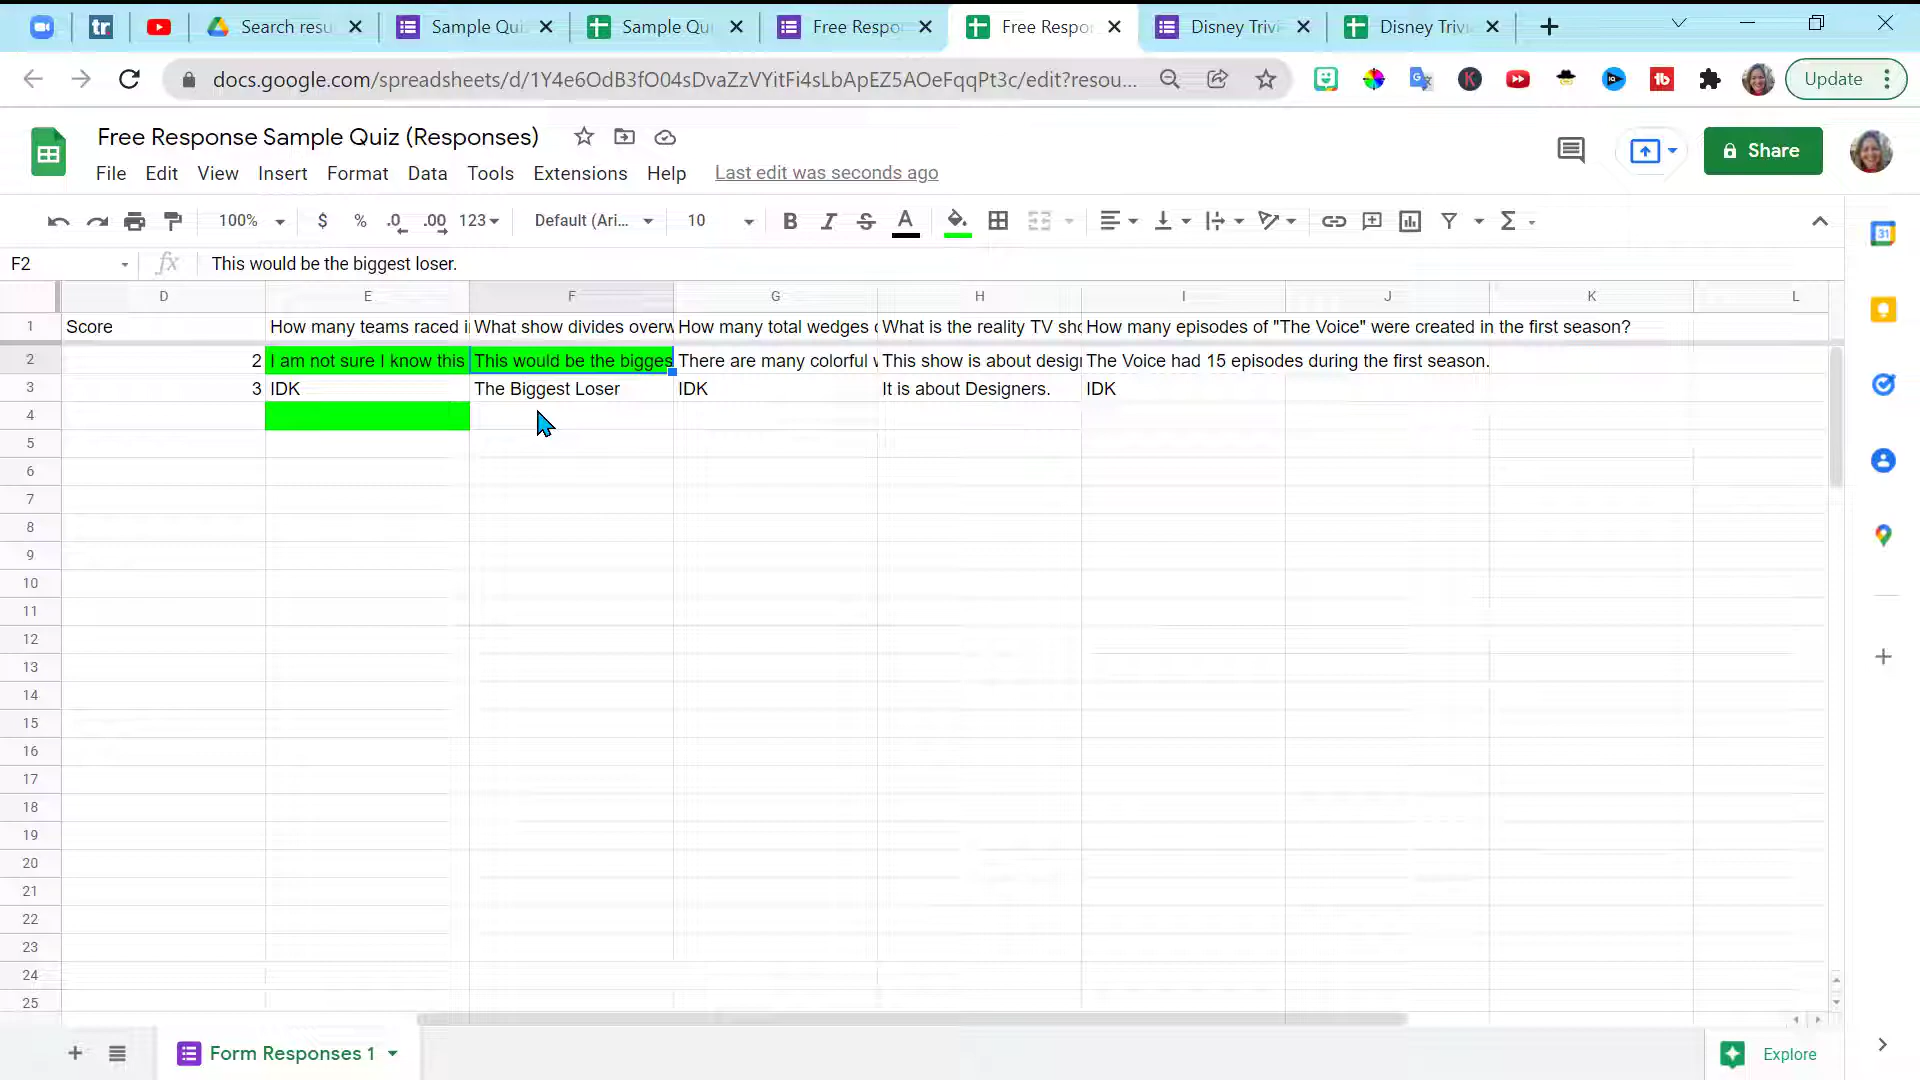 Search resu
Sample Qui
Sample Qu
Free Respo
Free Respo
Disney Trivi
Disney Trivi
docs.google.com/spreadsheets/d/1Y4e6OdB3fO04sDvaZzVYitFi4sLbApEZ5AOeFqqPt3c/edit?resou...
Update
Free Response Sample Quiz (Responses)
File Edit View Insert Format Data Tools Extensions Help Last edit was seconds ago
Share
100% $ % .0 .00 123 Default (Ari... 10 B I S A Σ
F2 fx This would be the biggest loser.
D E F G H I J K L
1 Score How many teams raced i What show divides overw How many total wedges What is the reality TV sho How many episodes of "The Voice" were created in the first season?
2 2 I am not sure I know this This would be the bigges There are many colorful This show is about desig The Voice had 15 episodes during the first season.
3 3 IDK The Biggest Loser IDK It is about Designers. IDK
4
5
6
7
8
9
10
11
12
13
14
15
16
17
18
19
20
21
22
23
24
25
Form Responses 1
Explore
tr
31
K
tb